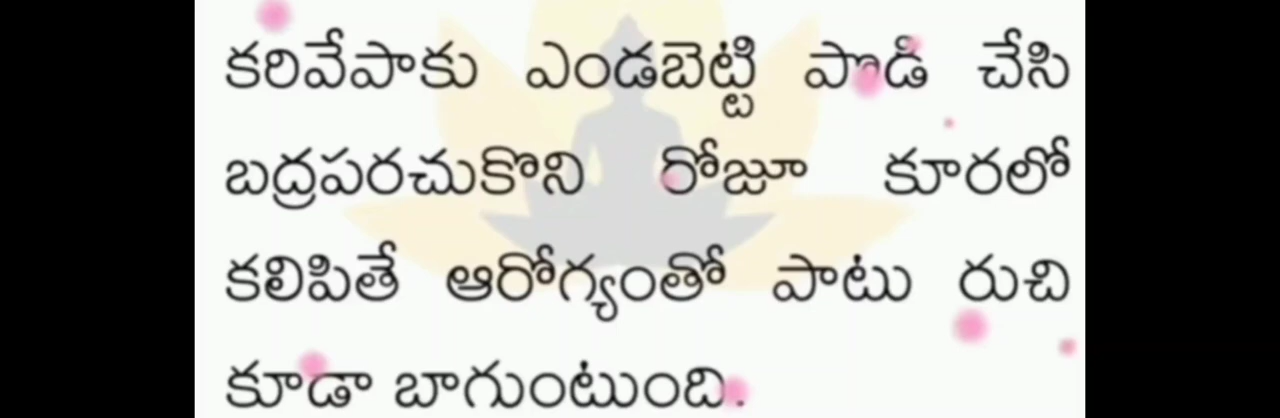 కరివేపాకు ఎండబెట్టి పొడి చేసి
బద్రపరచుకొని రోజూ కూరలో
కలిపితే ఆరోగ్యంతో పాటు రుచి
కూడా బాగుంటుంది.